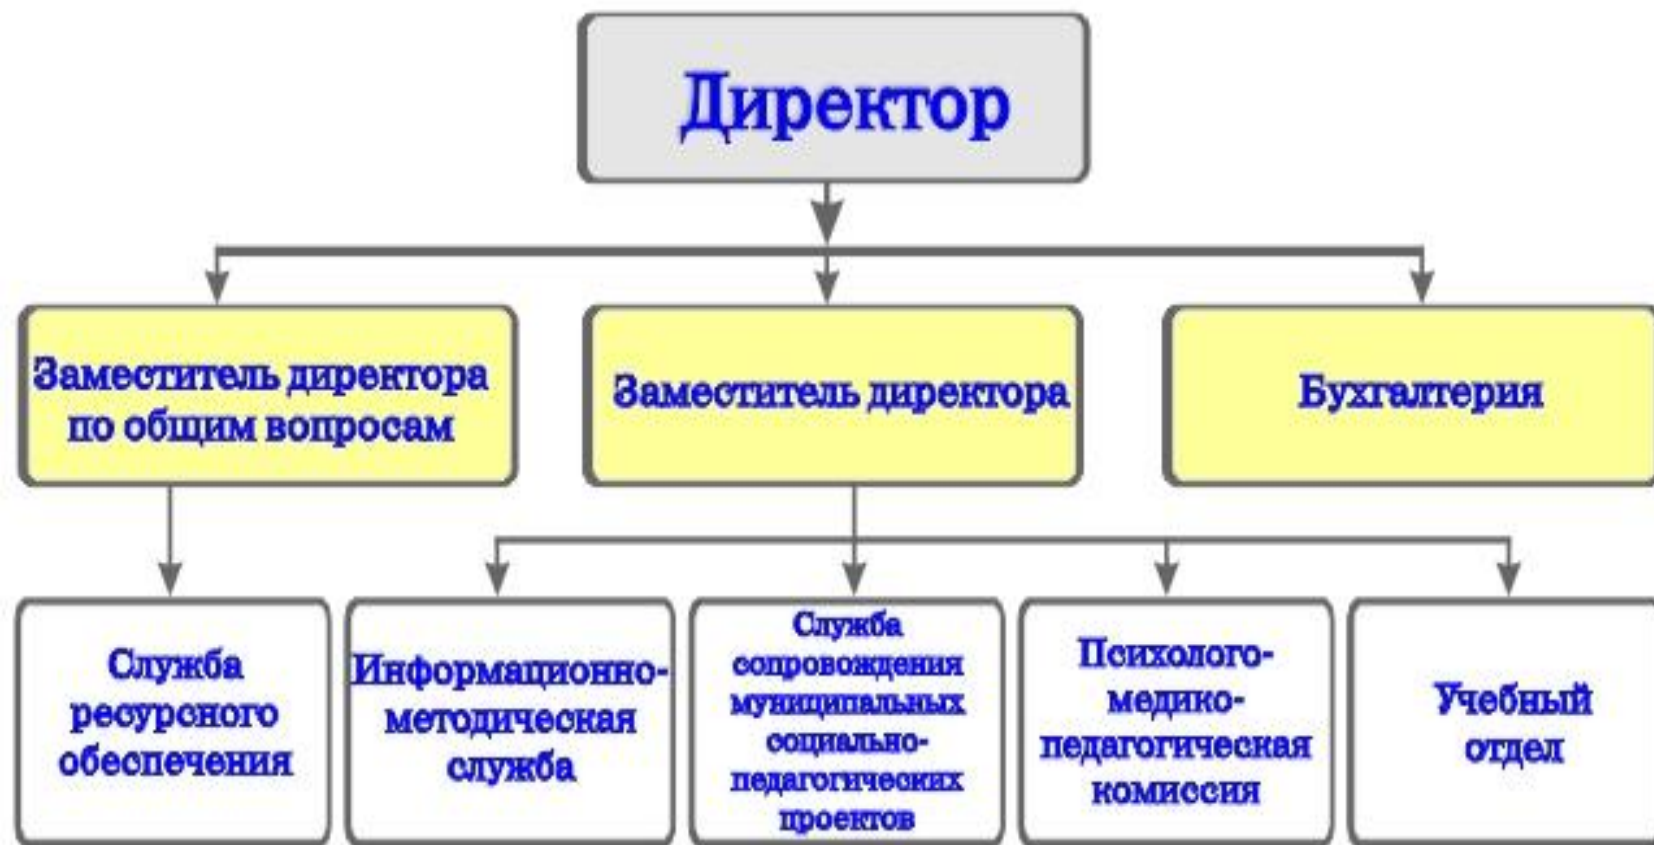 Директор
Заместитель директора
по общим вопросам
Заместитель директора
Бухгалтерия
Служба
ресурсного
обеспечения
Информационно-
методическая
служба
Служба
сопровождения
муниципальных
социально-
педагогических
проектов
Психолого-
медико-
педагогическая
комиссия
Учебный
отдел